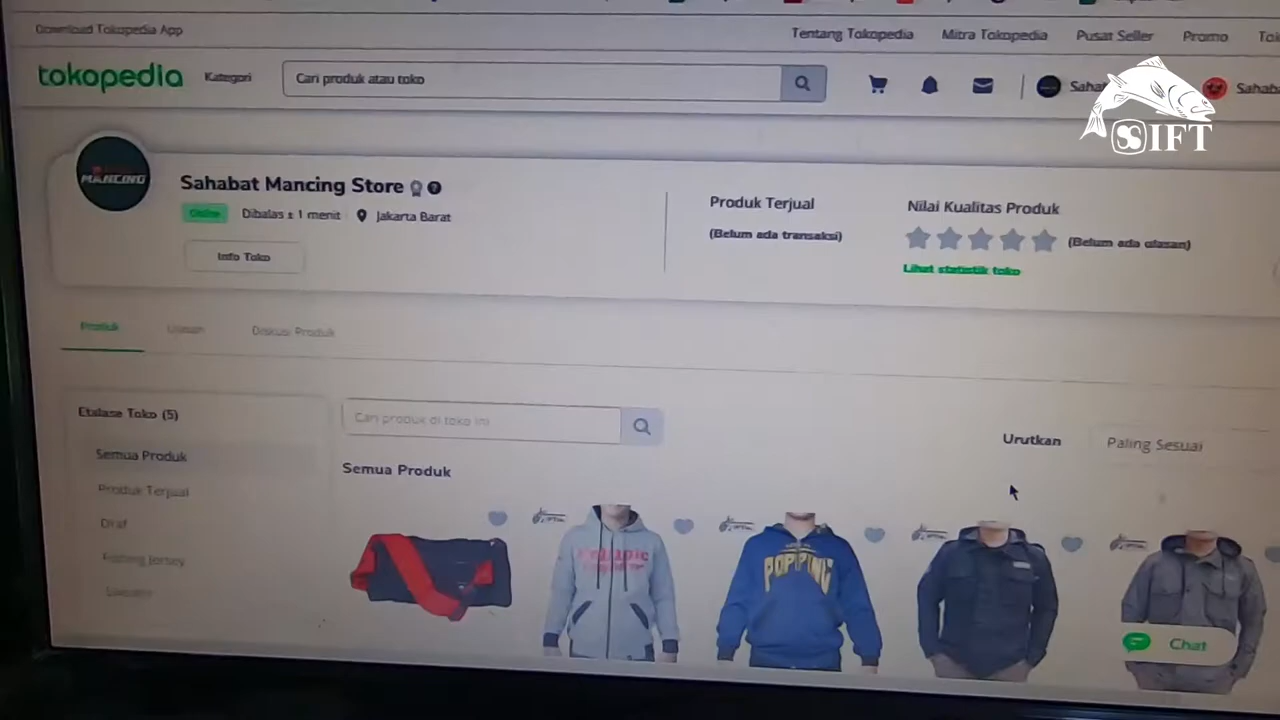 Download Tokopedia App
Tentang Tokopedia
Mitra Tokopedia
Pusat Seller
Promo
tokopedia
Kategori
Cari produk atau toko
SIFT
MANCING
Sahabat Mancing Store
Online
Dibalas ± 1 menit
Jakarta Barat
Info Toko
Produk Terjual
(Belum ada transaksi)
Nilai Kualitas Produk
(Belum ada ulasan)
Lihat statistik toko
Produk
Ulasan
Diskusi Produk
Etalase Toko (5)
Cari produk di toko ini
Urutkan
Paling Sesuai
Semua Produk
Semua Produk
Produk Terjual
Fishing Jersey
POPPING
Chat